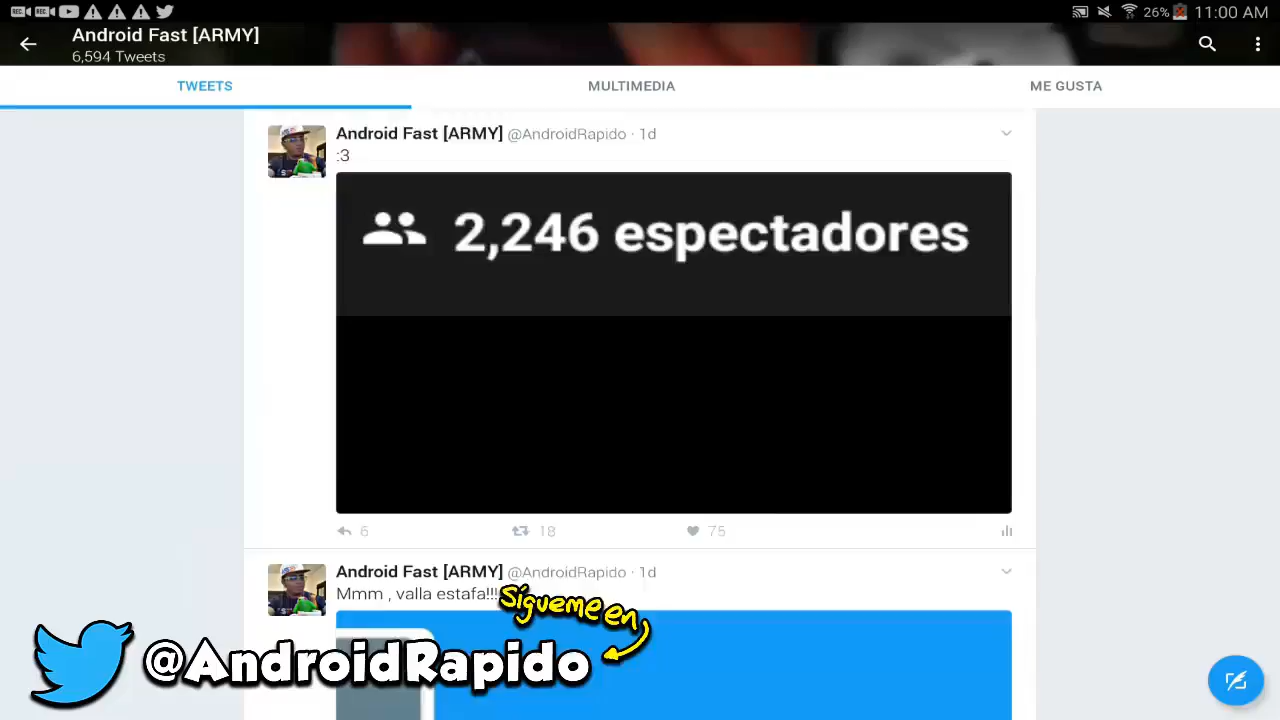 26% 11:00 AM
Android Fast [ARMY]
6,594 Tweets
TWEETS
MULTIMEDIA
ME GUSTA
Android Fast [ARMY] @AndroidRapido · 1d
:3
2,246 espectadores
6
18
75
Android Fast [ARMY] @AndroidRapido · 1d
Mmm , valla estafa!!!
Sígueme en
@AndroidRapido